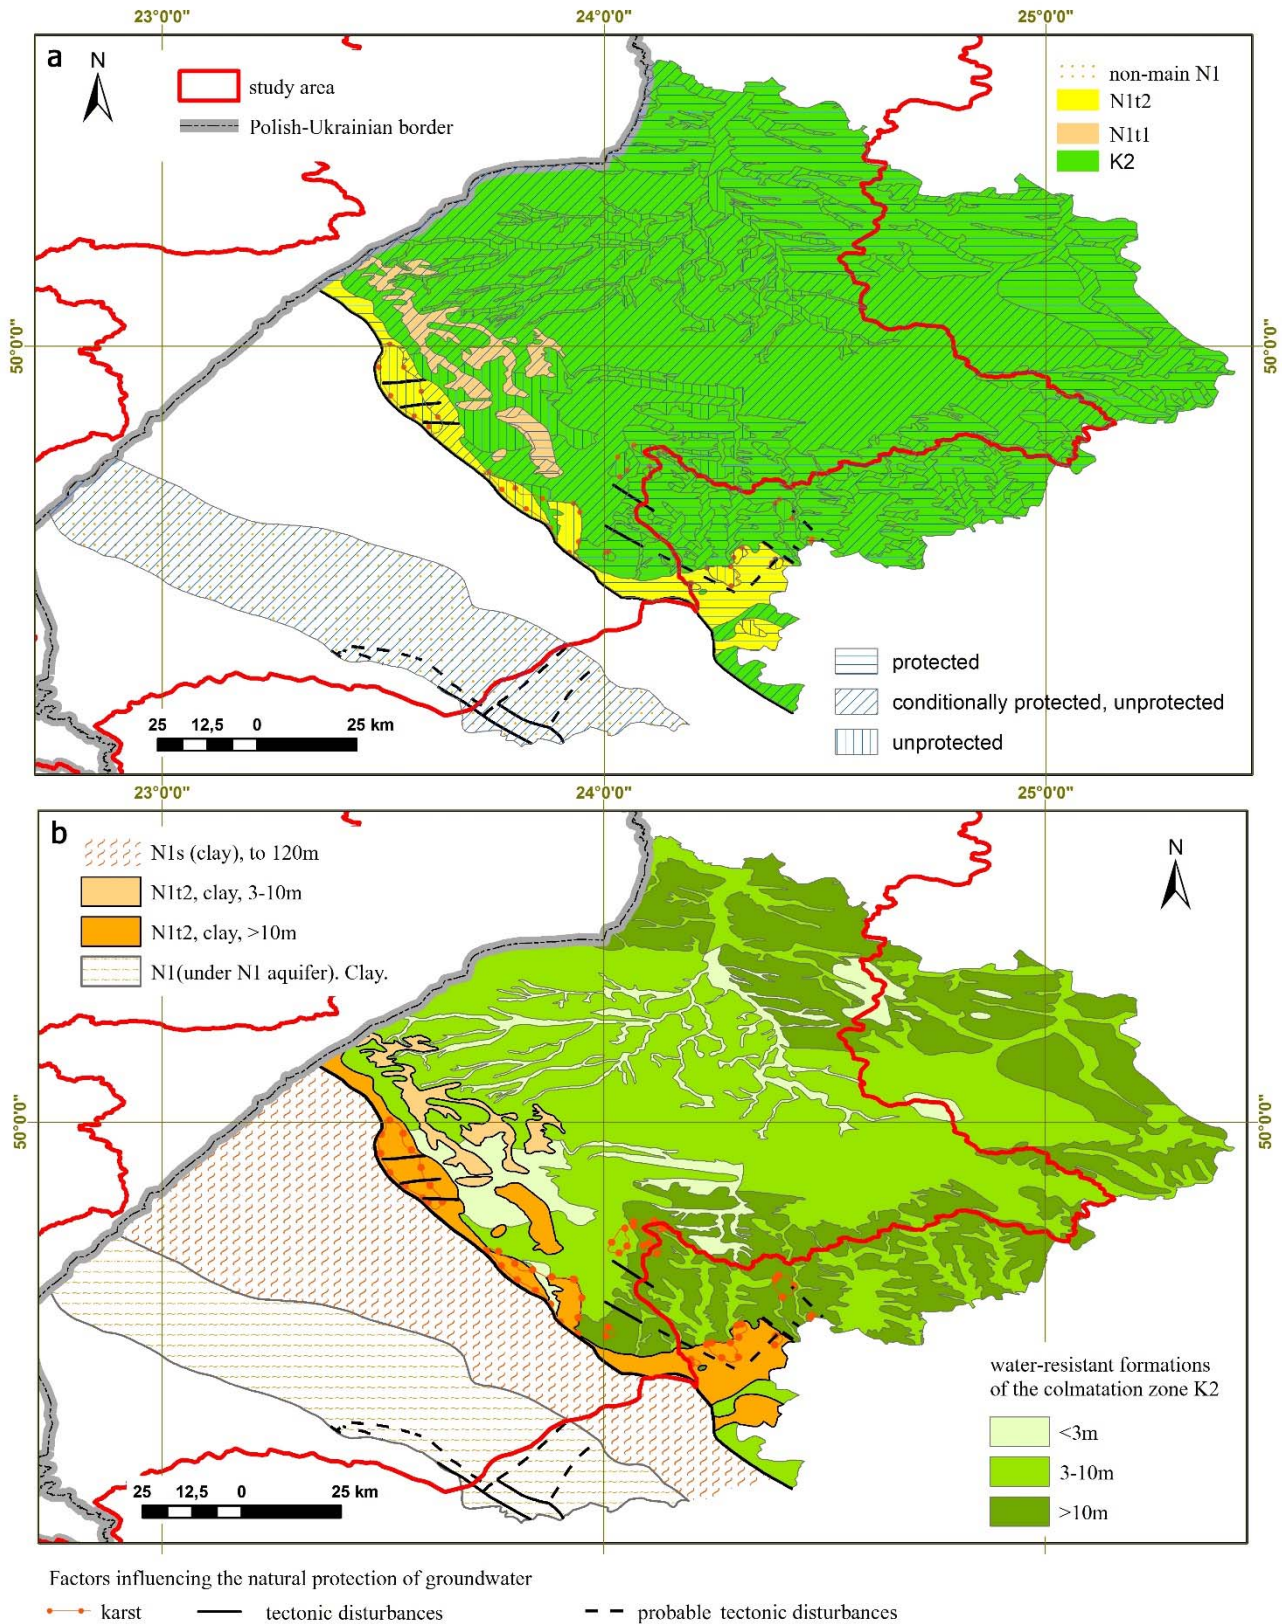 23°0'0" 24°0'0" 25°0'0"
a
N
study area
Polish-Ukrainian border
non-main N1
N1t2
N1t1
K2
50°0'0" 50°0'0"
protected
conditionally protected, unprotected
unprotected
25 12,5 0 25 km
23°0'0" 24°0'0" 25°0'0"
b
N1s (clay), to 120m
N1t2, clay, 3-10m
N1t2, clay, >10m
N1(under N1 aquifer). Clay.
N
50°0'0" 50°0'0"
water-resistant formations
of the colmatation zone K2
<3m
3-10m
>10m
25 12,5 0 25 km
Factors influencing the natural protection of groundwater
karst tectonic disturbances probable tectonic disturbances